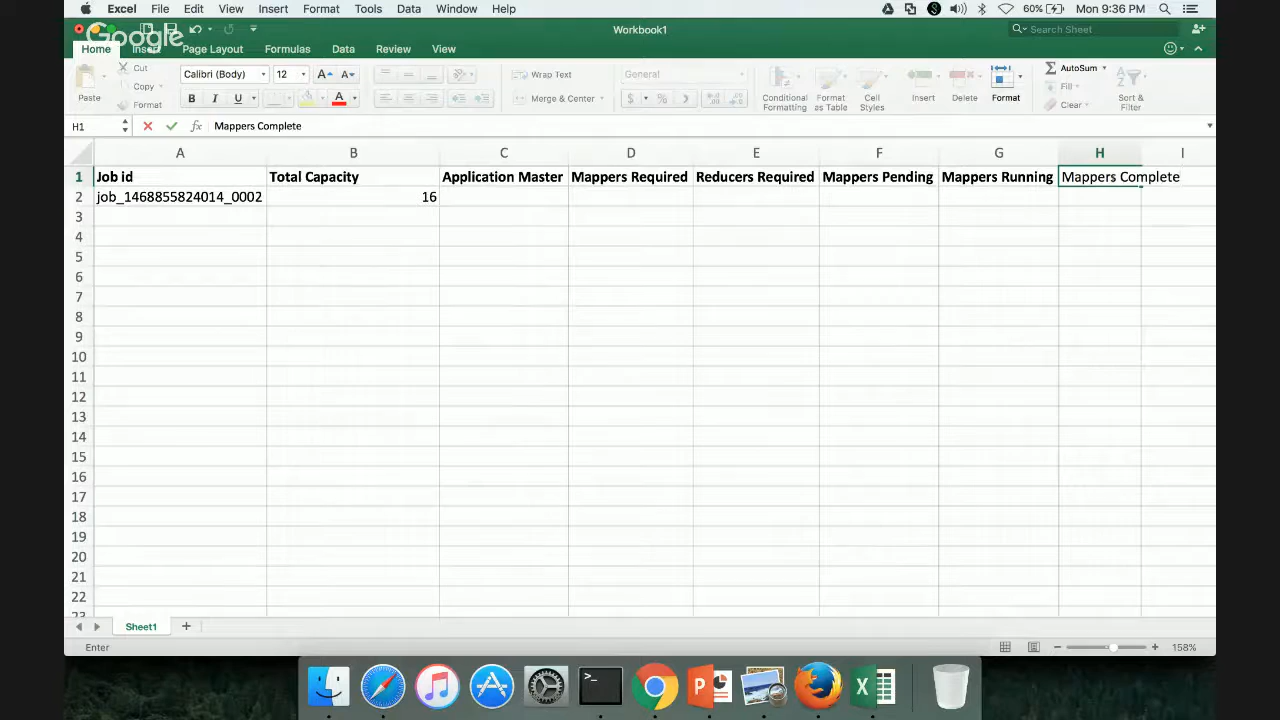 Excel File Edit View Insert Format Tools Data Window Help 60% Mon 9:36 PM
Google
Workbook1
Search Sheet
Home Insert Page Layout Formulas Data Review View
Paste
Cut
Copy
Format
Calibri (Body) 12
B I U
Wrap Text
Merge & Center
General
$ %
Conditional Formatting
Format as Table
Cell Styles
Insert
Delete
Format
AutoSum
Fill
Clear
Sort & Filter
H1 fx Mappers Complete
A B C D E F G H I
1 Job id Total Capacity Application Master Mappers Required Reducers Required Mappers Pending Mappers Running Mappers Complete
2 job_1468855824014_0002 16
3
4
5
6
7
8
9
10
11
12
13
14
15
16
17
18
19
20
21
22
23
Sheet1
Enter 158%